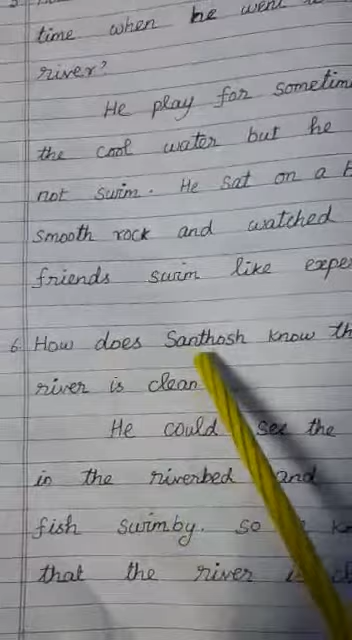 time when he went
river?
He play for sometim
the cool water but he
not swim. He sat on a
smooth rock and watched
friends swim like expe
6 How does Santhosh know th
river is clean
He could see the
in the riverbed and
fish swimby. so
that the river